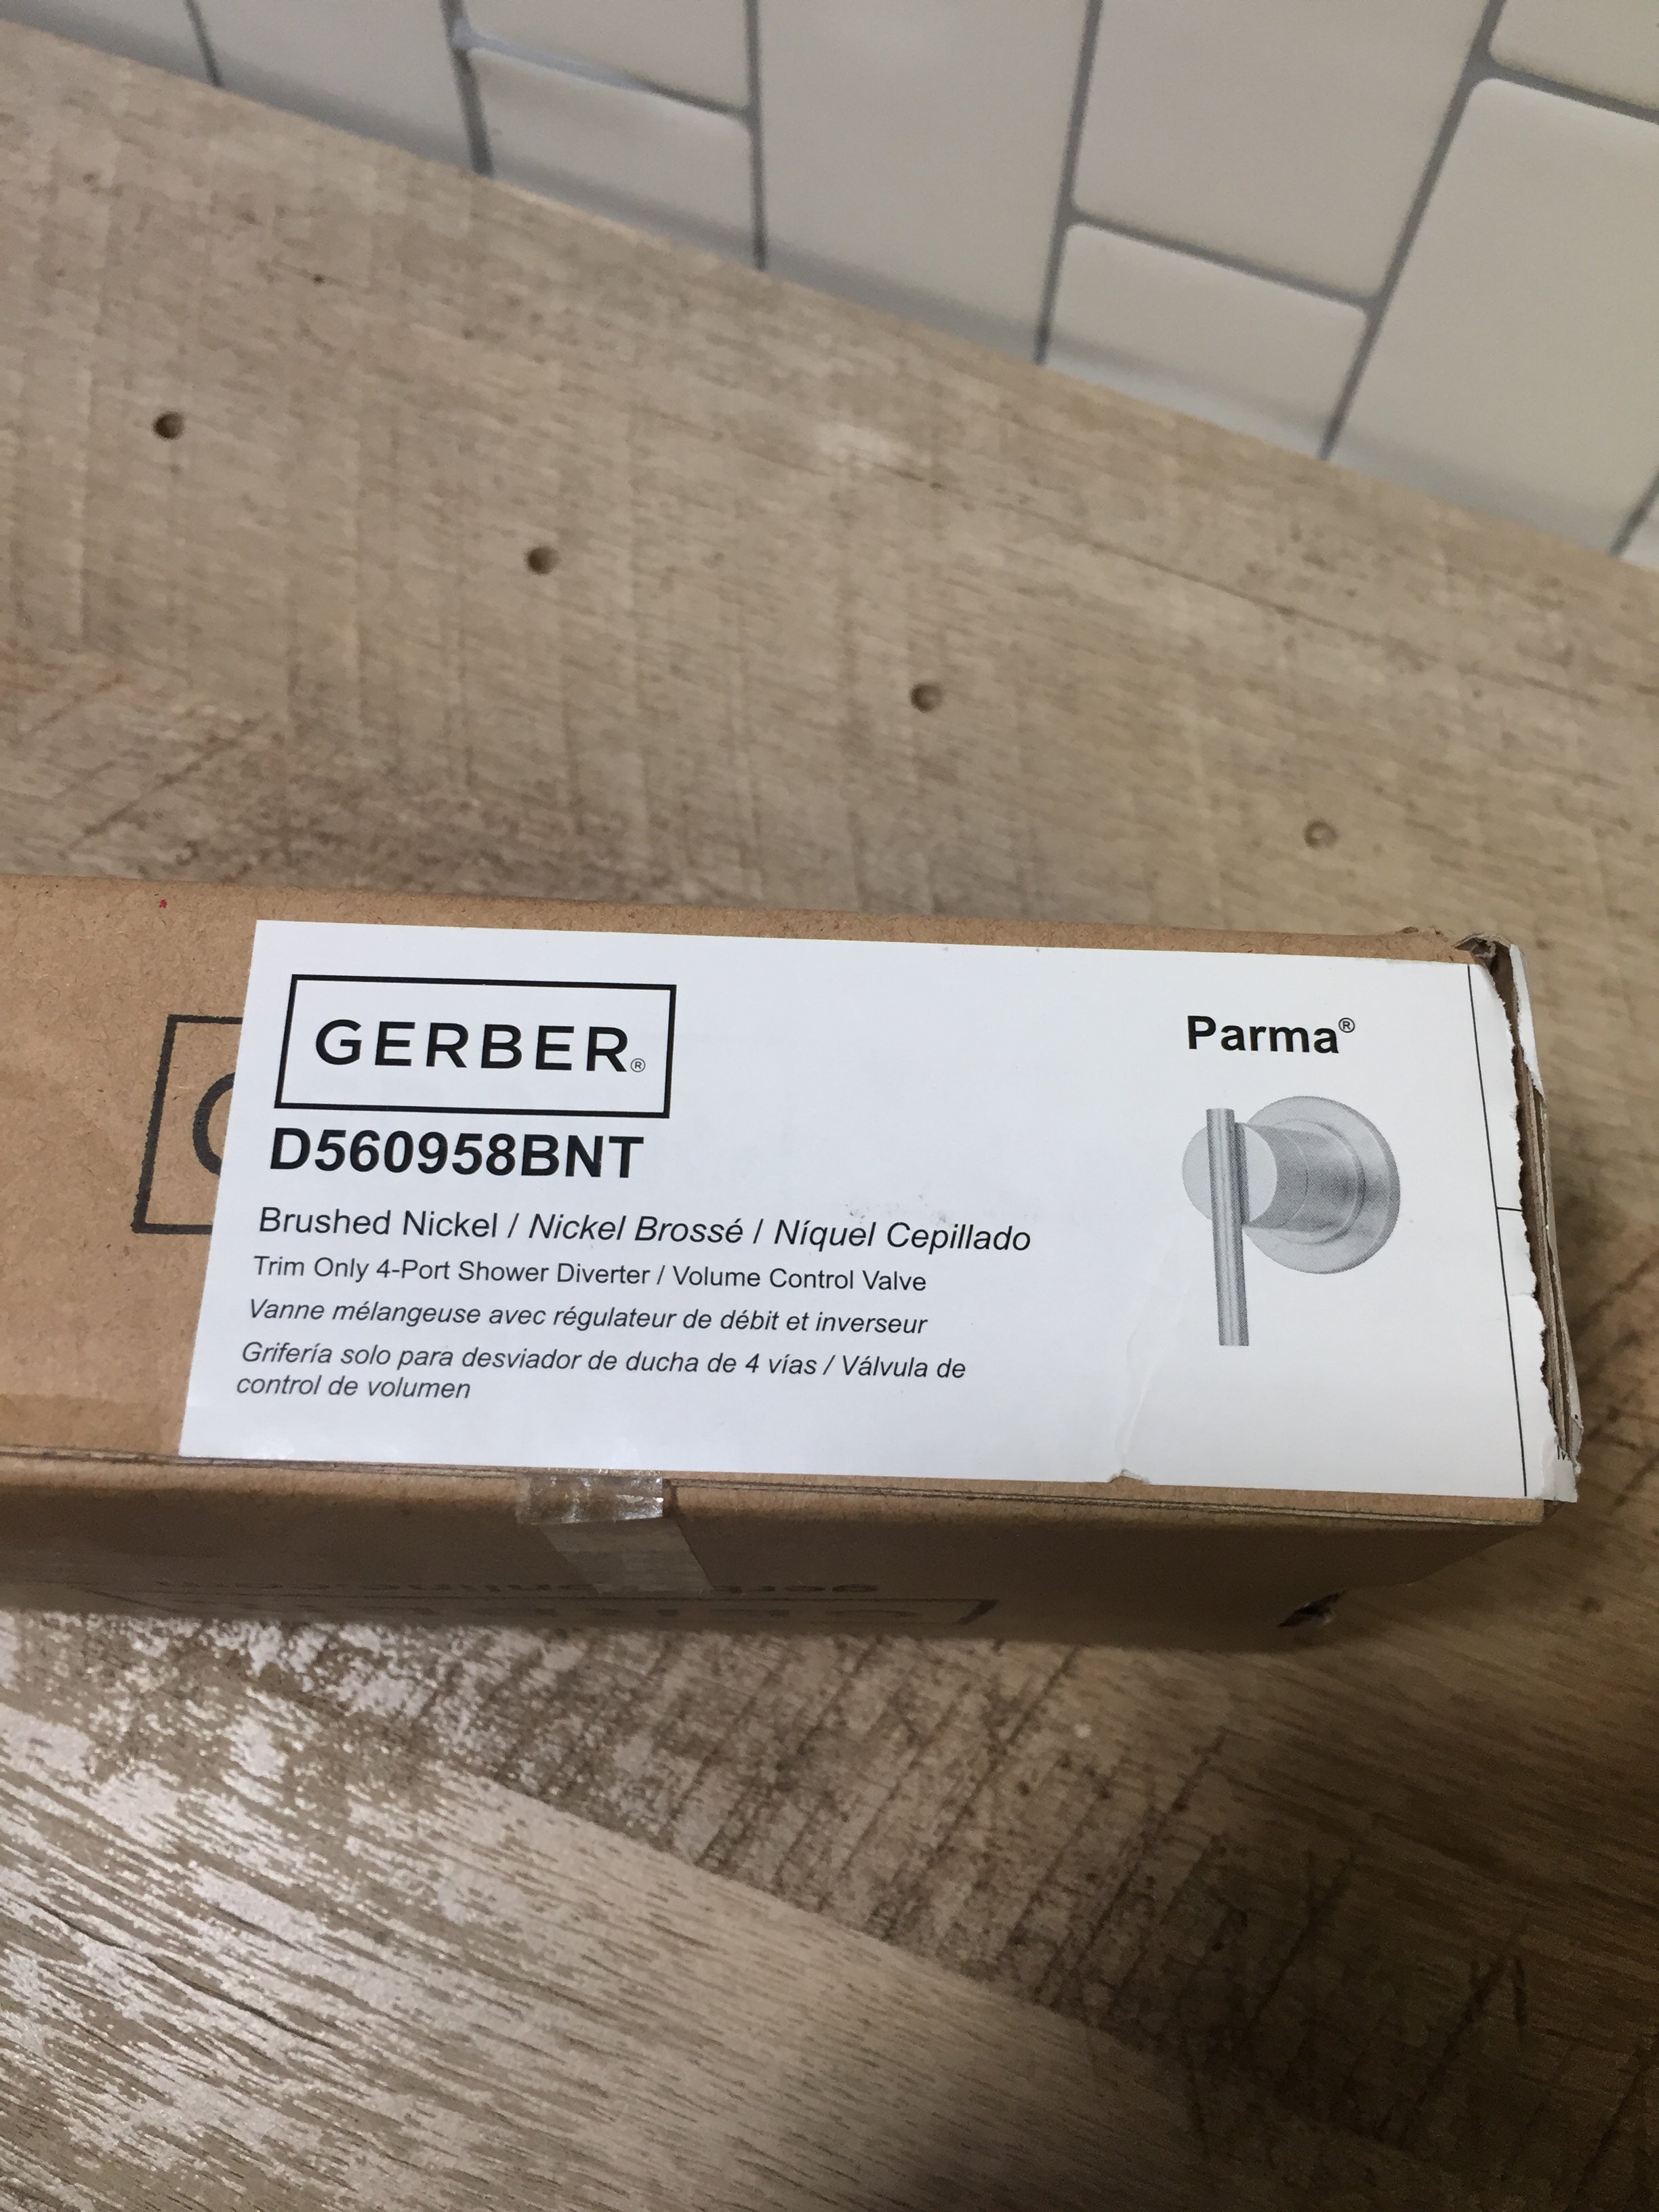 GERBER®
D560958BNT
Brushed Nickel / Nickel Brossé / Níquel Cepillado
Trim Only 4-Port Shower Diverter / Volume Control Valve
Vanne mélangeuse avec régulateur de débit et inverseur
Grifería solo para desviador de ducha de 4 vías / Válvula de
control de volumen
Parma®